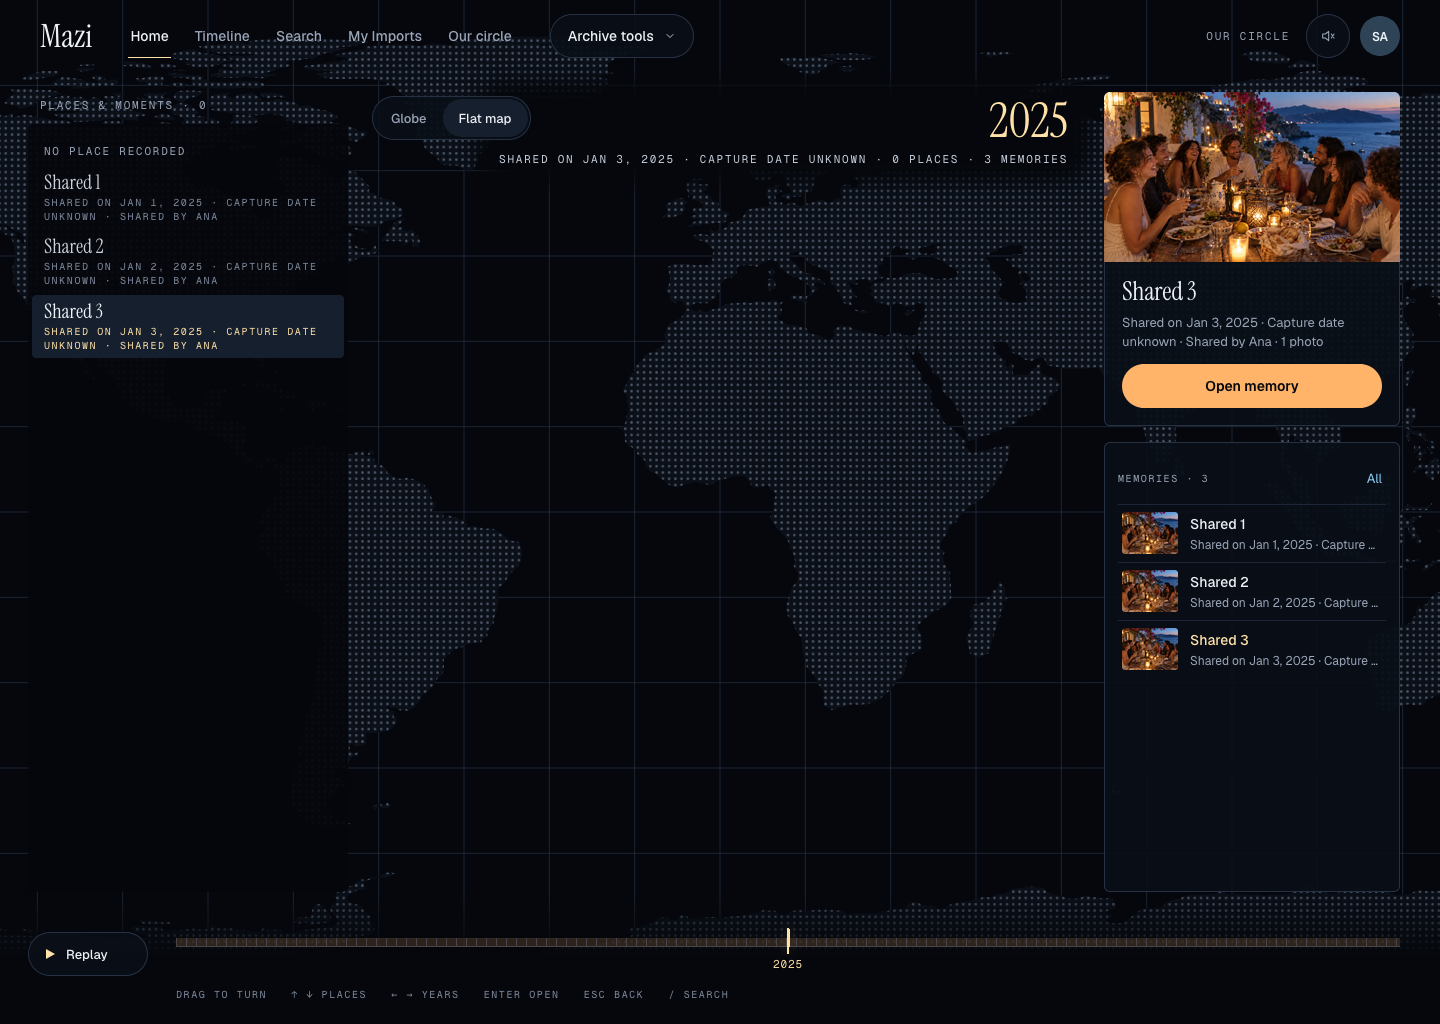 Mazi
Home
Timeline
Search
My Imports
Our circle
Archive tools
OUR CIRCLE
SA
PLACES & MOMENTS · 0
NO PLACE RECORDED
Shared 1
SHARED ON JAN 1, 2025 · CAPTURE DATE
UNKNOWN · SHARED BY ANA
Shared 2
SHARED ON JAN 2, 2025 · CAPTURE DATE
UNKNOWN · SHARED BY ANA
Shared 3
SHARED ON JAN 3, 2025 · CAPTURE DATE
UNKNOWN · SHARED BY ANA
Globe
Flat map
2025
SHARED ON JAN 3, 2025 · CAPTURE DATE UNKNOWN · 0 PLACES · 3 MEMORIES
Shared 3
Shared on Jan 3, 2025 · Capture date
unknown · Shared by Ana · 1 photo
Open memory
MEMORIES · 3
All
Shared 1
Shared on Jan 1, 2025 · Capture …
Shared 2
Shared on Jan 2, 2025 · Capture …
Shared 3
Shared on Jan 3, 2025 · Capture …
Replay
2025
DRAG TO TURN
↑ ↓ PLACES
← → YEARS
ENTER OPEN
ESC BACK
/ SEARCH